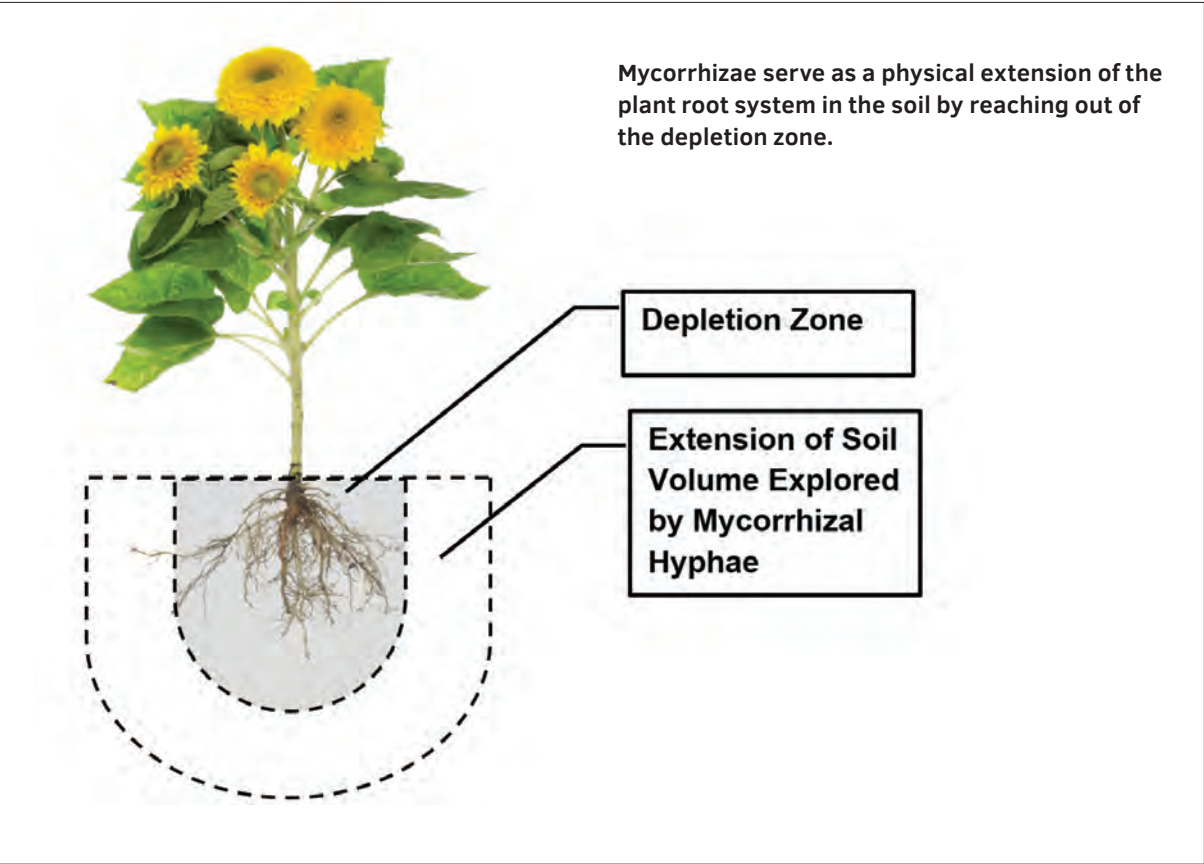 Mycorrhizae serve as a physical extension of the
plant root system in the soil by reaching out of
the depletion zone.
Depletion Zone
Extension of Soil
Volume Explored
by Mycorrhizal
Hyphae